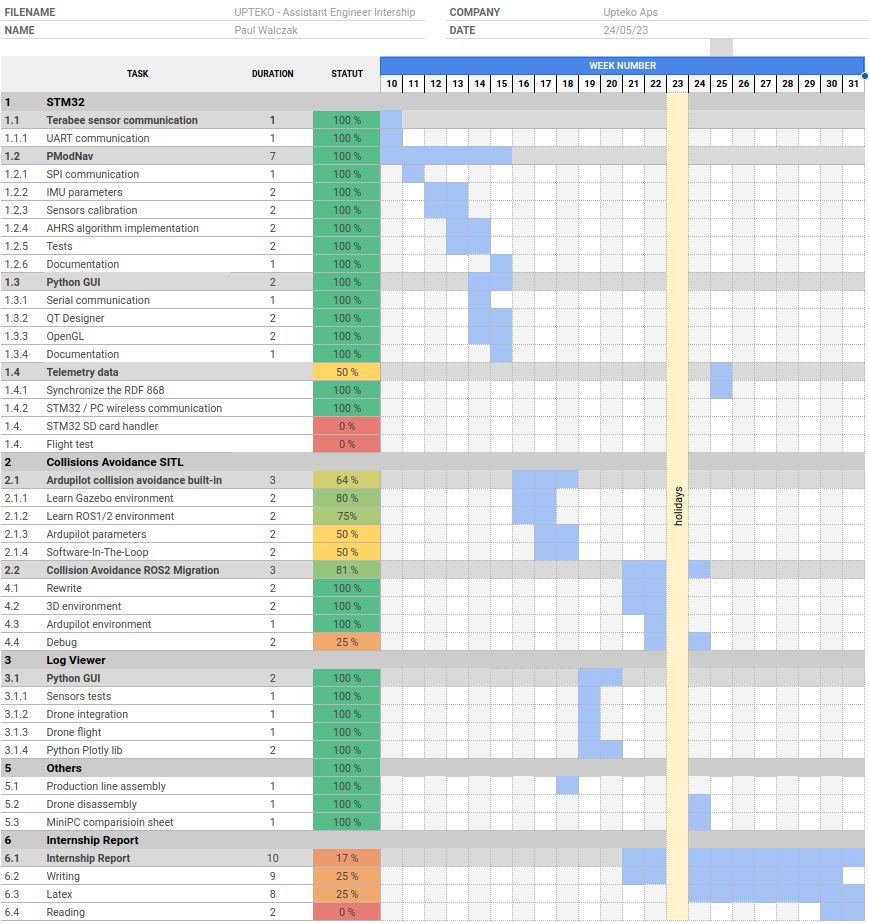 FILENAME UPTEKO - Assistant Engineer Intership COMPANY Upteko Aps
NAME Paul Walczak DATE 24/05/23
TASK DURATION STATUT WEEK NUMBER
10 11 12 13 14 15 16 17 18 19 20 21 22 23 24 25 26 27 28 29 30 31
1 STM32
1.1 Terabee sensor communication 1 100 %
1.1.1 UART communication 1 100 %
1.2 PModNav 7 100 %
1.2.1 SPI communication 1 100 %
1.2.2 IMU parameters 2 100 %
1.2.3 Sensors calibration 2 100 %
1.2.4 AHRS algorithm implementation 2 100 %
1.2.5 Tests 2 100 %
1.2.6 Documentation 1 100 %
1.3 Python GUI 2 100 %
1.3.1 Serial communication 1 100 %
1.3.2 QT Designer 2 100 %
1.3.3 OpenGL 2 100 %
1.3.4 Documentation 1 100 %
1.4 Telemetry data 50 %
1.4.1 Synchronize the RDF 868 100 %
1.4.2 STM32 / PC wireless communication 100 %
1.4. STM32 SD card handler 0 %
1.4. Flight test 0 %
2 Collisions Avoidance SITL
2.1 Ardupilot collision avoidance built-in 3 64 %
2.1.1 Learn Gazebo environment 2 80 %
2.1.2 Learn ROS1/2 environment 2 75%
holidays
2.1.3 Ardupilot parameters 2 50 %
2.1.4 Software-In-The-Loop 2 50 %
2.2 Collision Avoidance ROS2 Migration 3 81 %
4.1 Rewrite 2 100 %
4.2 3D environment 2 100 %
4.3 Ardupilot environment 1 100 %
4.4 Debug 2 25 %
3 Log Viewer
3.1 Python GUI 2 100 %
3.1.1 Sensors tests 1 100 %
3.1.2 Drone integration 1 100 %
3.1.3 Drone flight 1 100 %
3.1.4 Python Plotly lib 2 100 %
5 Others 100 %
5.1 Production line assembly 1 100 %
5.2 Drone disassembly 1 100 %
5.3 MiniPC comparisioin sheet 1 100 %
6 Internship Report
6.1 Internship Report 10 17 %
6.2 Writing 9 25 %
6.3 Latex 8 25 %
6.4 Reading 2 0 %